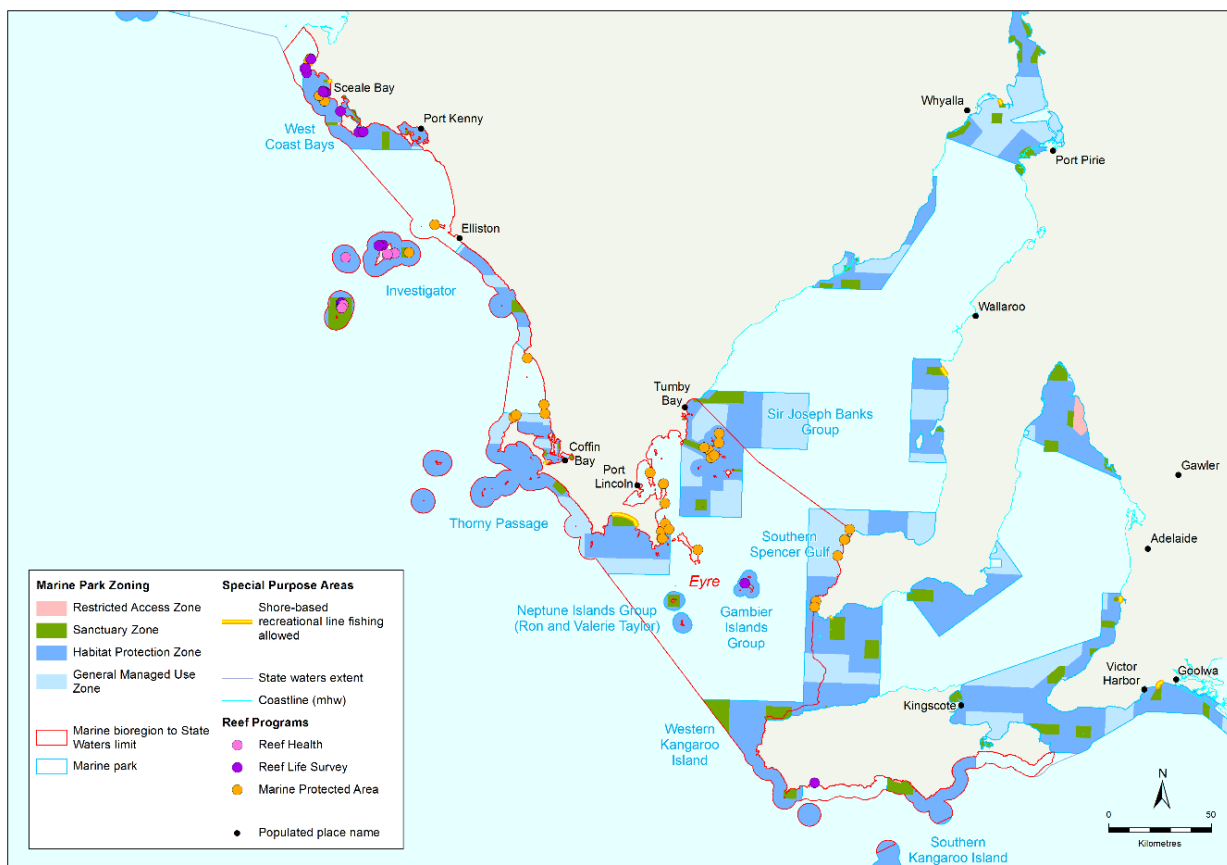 Sceale Bay
Port Kenny
West
Coast Bays
Whyalla
Port Pirie
Elliston
Investigator
Wallaroo
Tumby
Bay
Sir Joseph Banks
Group
Coffin
Bay
Port
Lincoln
Gawler
Thorny Passage
Southern
Spencer Gulf
Adelaide
Eyre
Neptune Islands Group
(Ron and Valerie Taylor)
Gambier
Islands
Group
Victor
Harbor
Goolwa
Kingscote
Western
Kangaroo
Island
Southern
Kangaroo Island
Marine Park Zoning
Restricted Access Zone
Sanctuary Zone
Habitat Protection Zone
General Managed Use
Zone
Marine bioregion to State
Waters limit
Marine park
Special Purpose Areas
Shore-based
recreational line fishing
allowed
State waters extent
Coastline (mhw)
Reef Programs
Reef Health
Reef Life Survey
Marine Protected Area
Populated place name
N
0 50
Kilometres